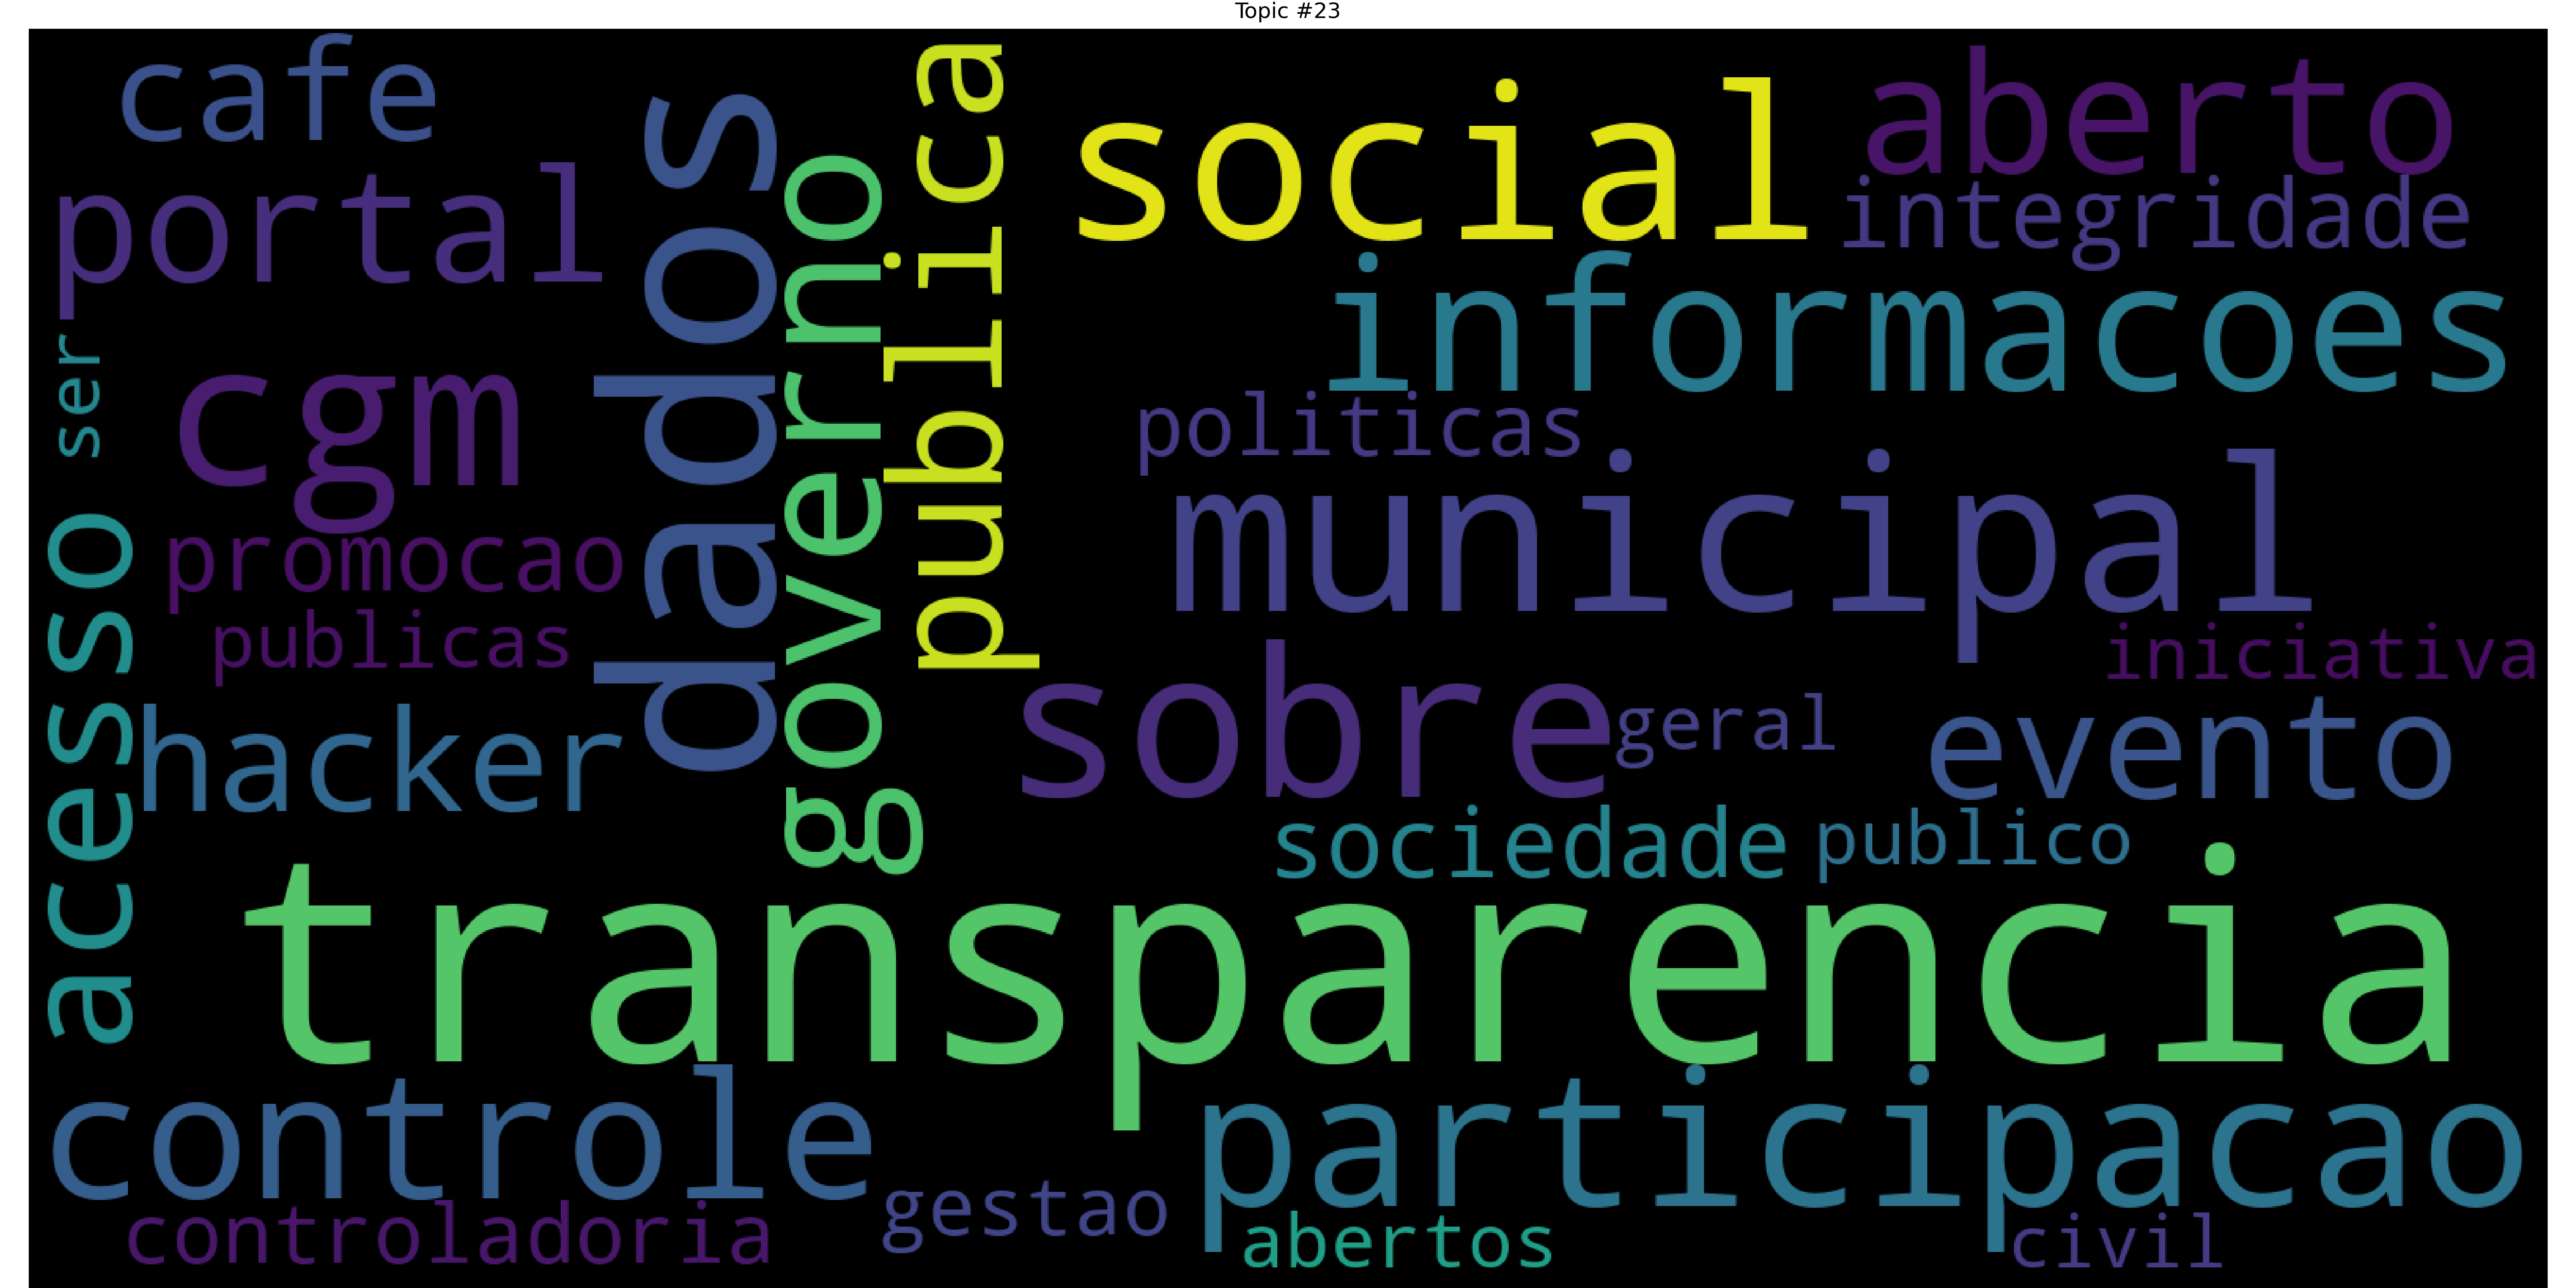 Topic #23
cafe
portal
ser
cgm
promocao
publicas
hacker
acesso
dados
governo
publica
social
aberto
integridade
informacoes
politicas
municipal
iniciativa
sobre
geral
evento
sociedade
publico
transparencia
controle
participacao
controladoria
gestao
abertos
civil